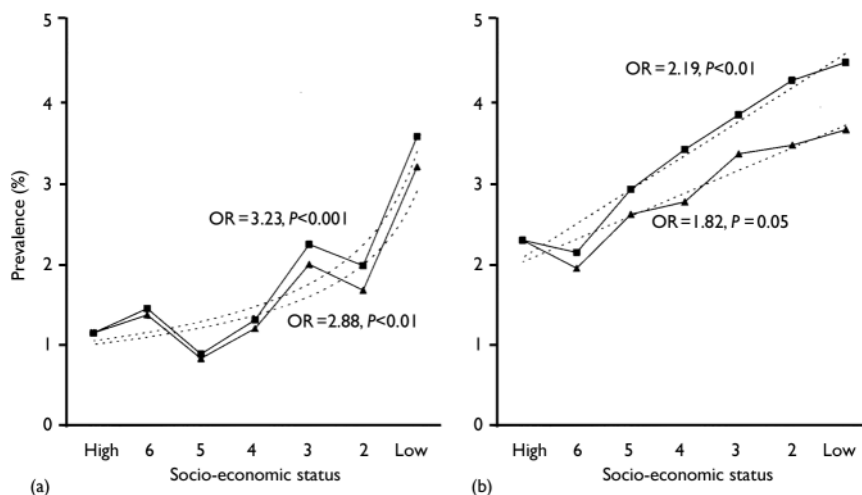 5
4
3
2
1
0
Prevalence (%)
OR = 3.23, P<0.001
OR = 2.88, P<0.01
High 6 5 4 3 2 Low
Socio-economic status
(a)
5
4
3
2
1
0
OR = 2.19, P<0.01
OR = 1.82, P = 0.05
High 6 5 4 3 2 Low
Socio-economic status
(b)